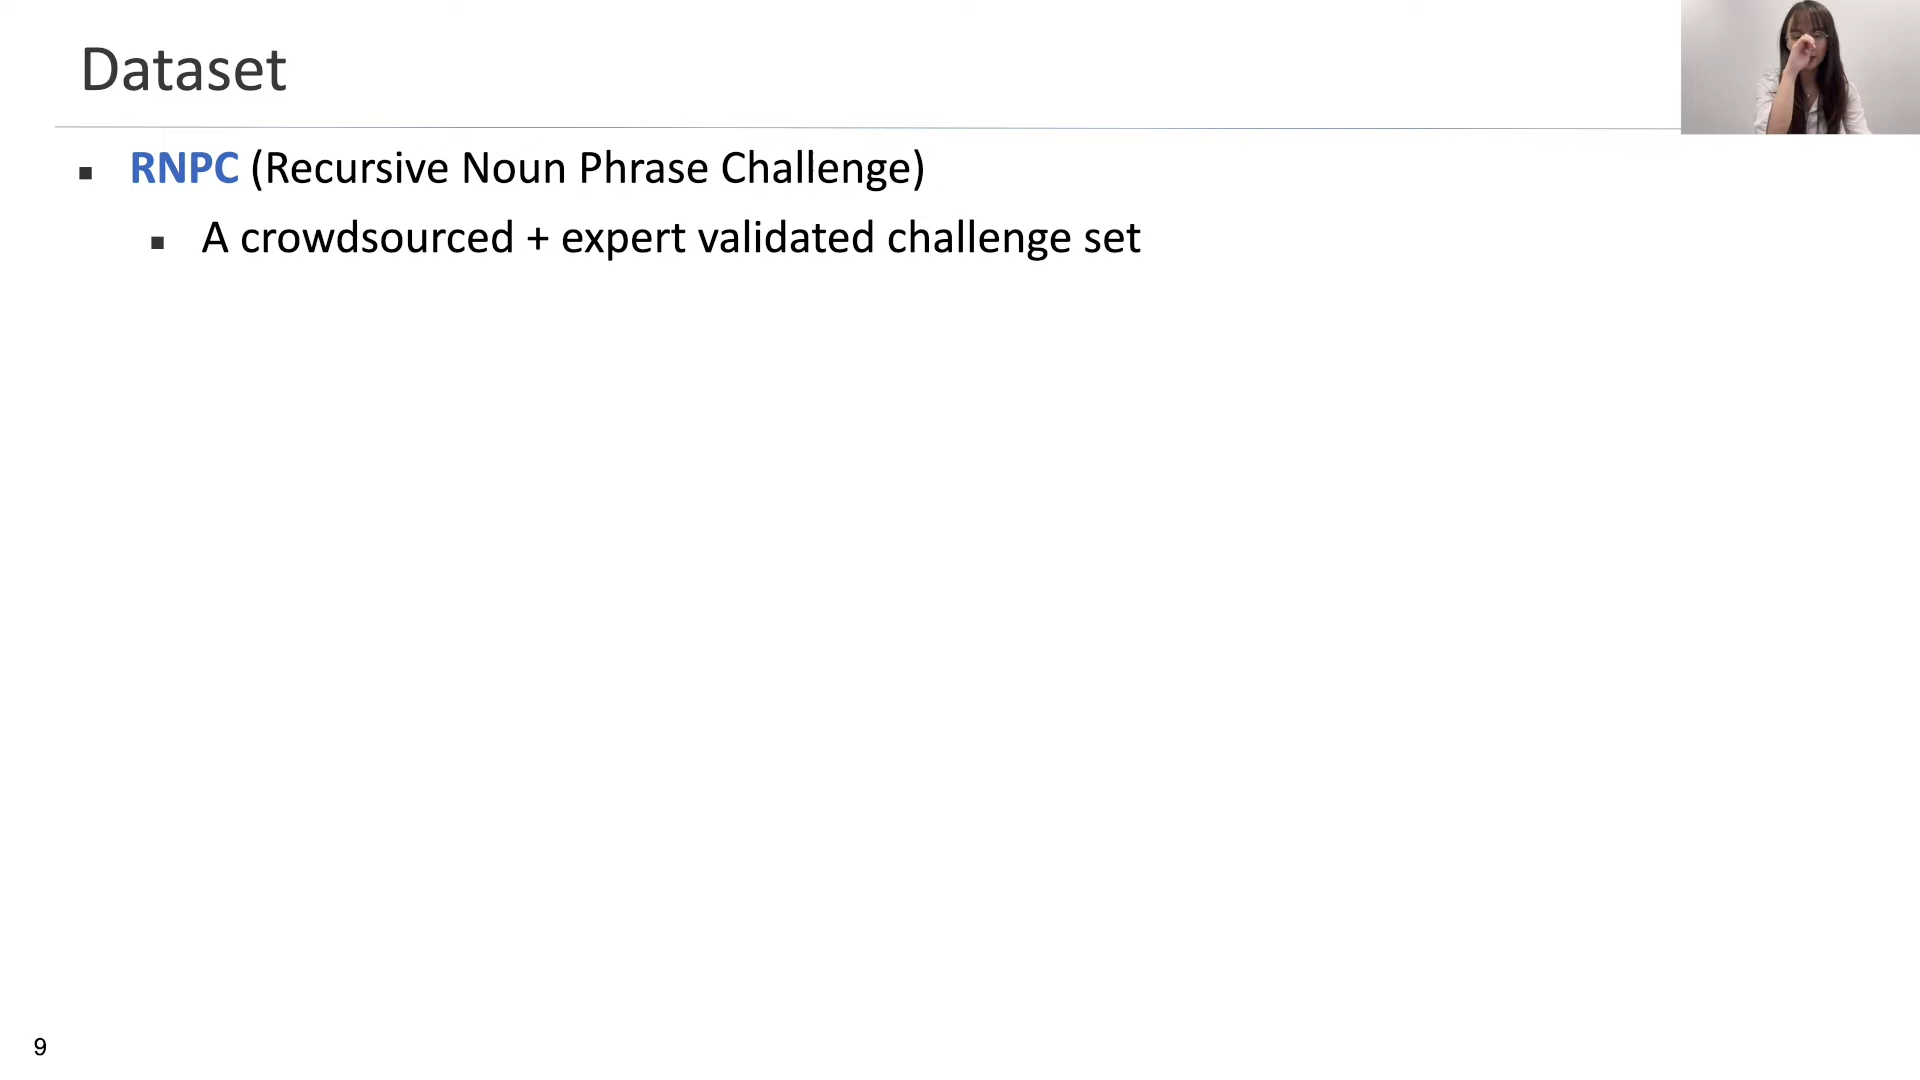 Dataset
RNPC (Recursive Noun Phrase Challenge)
A crowdsourced + expert validated challenge set
9